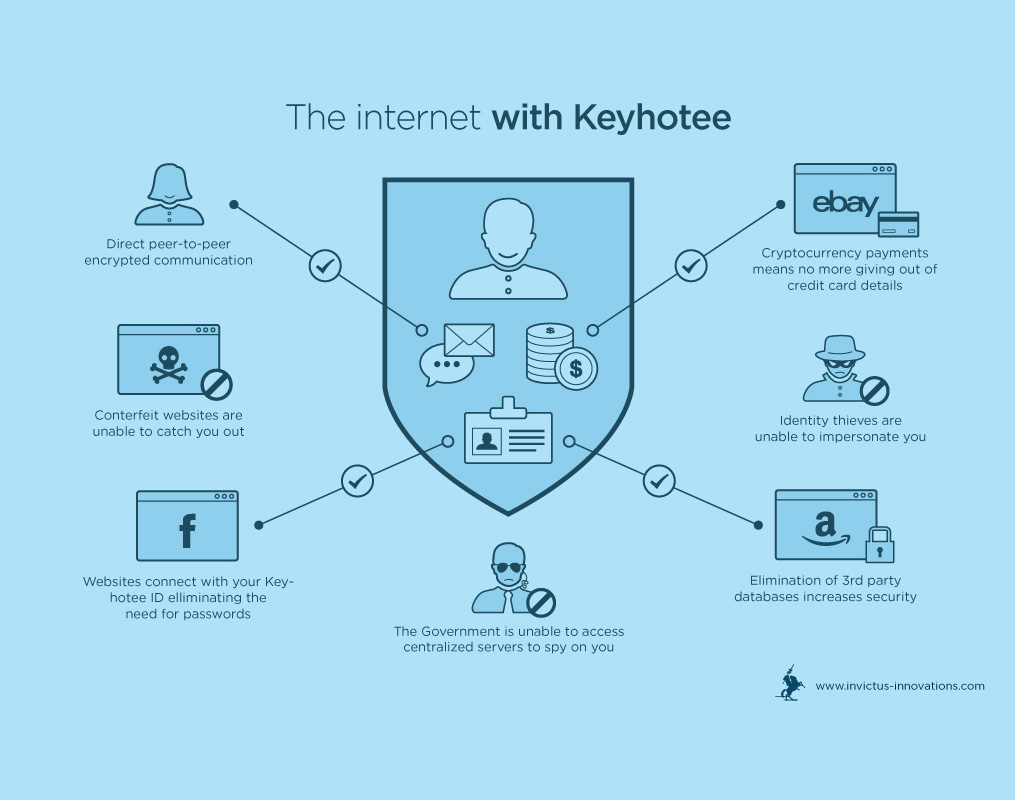 The internet with Keyhotee
Direct peer-to-peer
encrypted communication
ebay
Cryptocurrency payments
means no more giving out of
credit card details
$
$
Conterfeit websites are
unable to catch you out
Identity thieves are
unable to impersonate you
f
Websites connect with your Key-
hotee ID elliminating the
need for passwords
a
Elimination of 3rd party
databases increases security
The Government is unable to access
centralized servers to spy on you
www.invictus-innovations.com